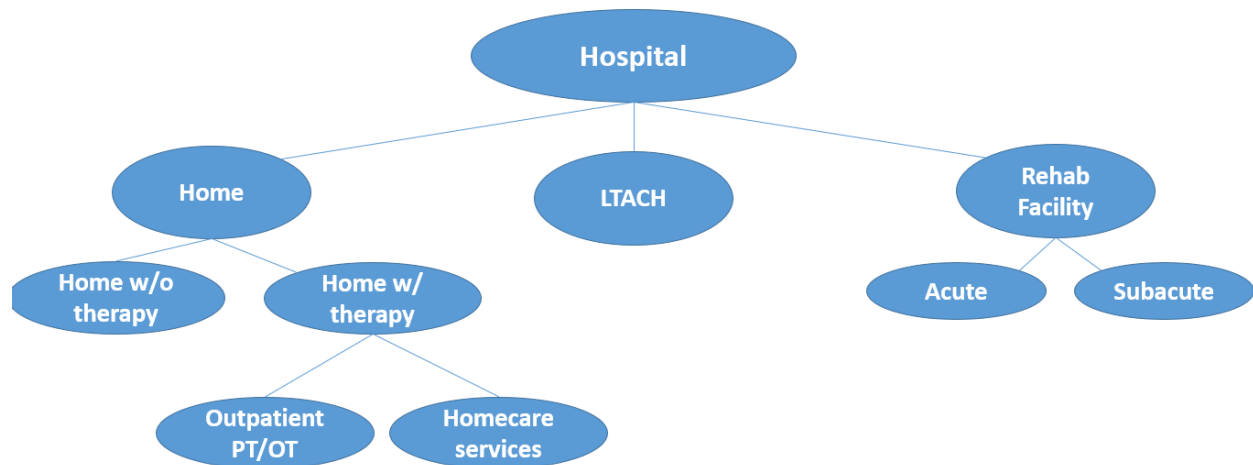 Hospital
Home
LTACH
Rehab
Facility
Home w/o
therapy
Home w/
therapy
Acute
Subacute
Outpatient
PT/OT
Homecare
services